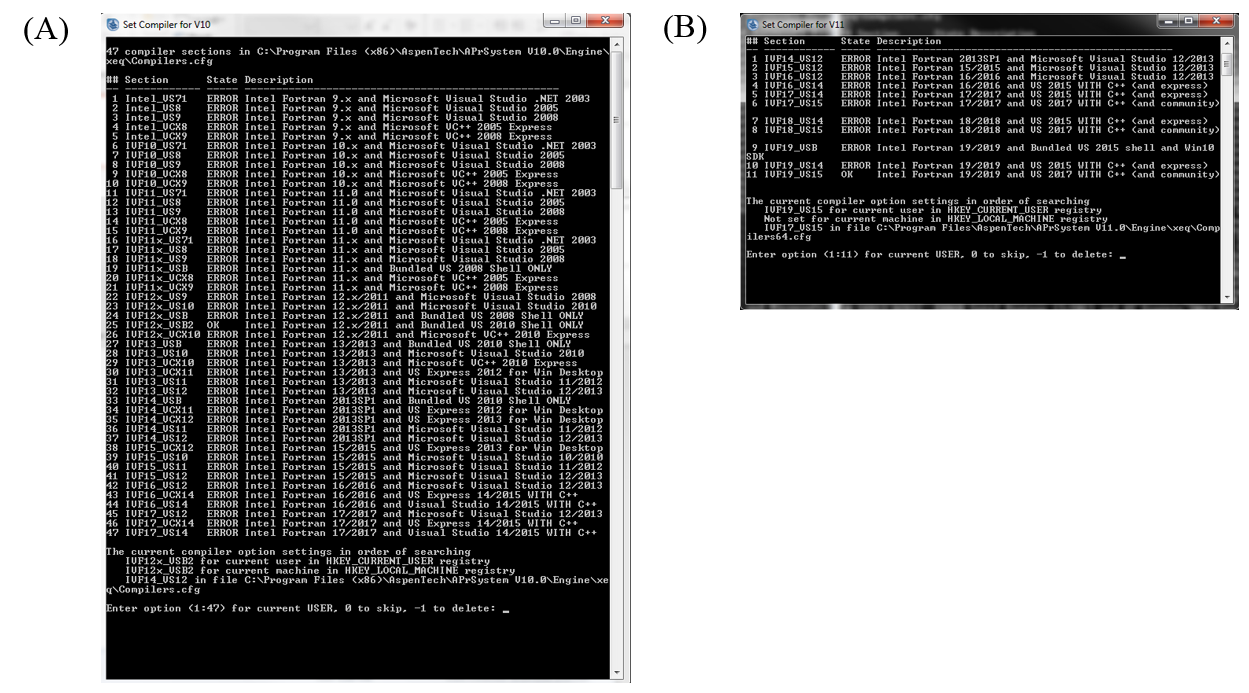 (A)
Set Compiler for V10
47 compiler sections in C:\Program Files (x86)\AspenTech\APrSystem V10.0\Engine\
xeq\Compilers.cfg
## Section State Description
1 Intel_VS71 ERROR Intel Fortran 9.x and Microsoft Visual Studio .NET 2003
2 Intel_VS8 ERROR Intel Fortran 9.x and Microsoft Visual Studio 2005
3 Intel_VS9 ERROR Intel Fortran 9.x and Microsoft Visual Studio 2008
4 Intel_VCX8 ERROR Intel Fortran 9.x and Microsoft VC++ 2005 Express
5 Intel_VCX9 ERROR Intel Fortran 9.x and Microsoft VC++ 2008 Express
6 IVF10_VS71 ERROR Intel Fortran 10.x and Microsoft Visual Studio .NET 2003
7 IVF10_VS8 ERROR Intel Fortran 10.x and Microsoft Visual Studio 2005
8 IVF10_VS9 ERROR Intel Fortran 10.x and Microsoft Visual Studio 2008
9 IVF10_VCX8 ERROR Intel Fortran 10.x and Microsoft VC++ 2005 Express
10 IVF10_VCX9 ERROR Intel Fortran 10.x and Microsoft VC++ 2008 Express
11 IVF11_VS71 ERROR Intel Fortran 11.0 and Microsoft Visual Studio .NET 2003
12 IVF11_VS8 ERROR Intel Fortran 11.0 and Microsoft Visual Studio 2005
13 IVF11_VS9 ERROR Intel Fortran 11.0 and Microsoft Visual Studio 2008
14 IVF11_VCX8 ERROR Intel Fortran 11.0 and Microsoft VC++ 2005 Express
15 IVF11_VCX9 ERROR Intel Fortran 11.0 and Microsoft VC++ 2008 Express
16 IVF11x_VS71 ERROR Intel Fortran 11.x and Microsoft Visual Studio .NET 2003
17 IVF11x_VS8 ERROR Intel Fortran 11.x and Microsoft Visual Studio 2005
18 IVF11x_VS9 ERROR Intel Fortran 11.x and Microsoft Visual Studio 2008
19 IVF11x_VSB ERROR Intel Fortran 11.x and Bundled VS 2008 Shell ONLY
20 IVF11x_VCX8 ERROR Intel Fortran 11.x and Microsoft VC++ 2005 Express
21 IVF11x_VCX9 ERROR Intel Fortran 11.x and Microsoft VC++ 2008 Express
22 IVF12x_VS9 ERROR Intel Fortran 12.x/2011 and Microsoft Visual Studio 2008
23 IVF12x_VS10 ERROR Intel Fortran 12.x/2011 and Microsoft Visual Studio 2010
24 IVF12x_VSB ERROR Intel Fortran 12.x/2011 and Bundled VS 2008 Shell ONLY
25 IVF12x_VSB2 OK Intel Fortran 12.x/2011 and Bundled VS 2010 Shell ONLY
26 IVF12x_VCX10 ERROR Intel Fortran 12.x/2011 and Microsoft VC++ 2010 Express
27 IVF13_VSB ERROR Intel Fortran 13/2013 and Bundled VS 2010 Shell ONLY
28 IVF13_VS10 ERROR Intel Fortran 13/2013 and Microsoft Visual Studio 2010
29 IVF13_VCX10 ERROR Intel Fortran 13/2013 and Microsoft VC++ 2010 Express
30 IVF13_VCX11 ERROR Intel Fortran 13/2013 and VS Express 2012 for Win Desktop
31 IVF13_VS11 ERROR Intel Fortran 13/2013 and Microsoft Visual Studio 11/2012
32 IVF13_VS12 ERROR Intel Fortran 13/2013 and Microsoft Visual Studio 12/2013
33 IVF14_VSB ERROR Intel Fortran 2013SP1 and Bundled VS 2010 Shell ONLY
34 IVF14_VCX11 ERROR Intel Fortran 2013SP1 and VS Express 2012 for Win Desktop
35 IVF14_VCX12 ERROR Intel Fortran 2013SP1 and VS Express 2013 for Win Desktop
36 IVF14_VS11 ERROR Intel Fortran 2013SP1 and Microsoft Visual Studio 11/2012
37 IVF14_VS12 ERROR Intel Fortran 2013SP1 and Microsoft Visual Studio 12/2013
38 IVF15_VCX12 ERROR Intel Fortran 15/2015 and VS Express 2013 for Win Desktop
39 IVF15_VS10 ERROR Intel Fortran 15/2015 and Microsoft Visual Studio 10/2010
40 IVF15_VS11 ERROR Intel Fortran 15/2015 and Microsoft Visual Studio 11/2012
41 IVF15_VS12 ERROR Intel Fortran 15/2015 and Microsoft Visual Studio 12/2013
42 IVF16_VS12 ERROR Intel Fortran 16/2016 and Microsoft Visual Studio 12/2013
43 IVF16_VCX14 ERROR Intel Fortran 16/2016 and VS Express 14/2015 WITH C++
44 IVF16_VS14 ERROR Intel Fortran 16/2016 and Visual Studio 14/2015 WITH C++
45 IVF17_VS12 ERROR Intel Fortran 17/2017 and Microsoft Visual Studio 12/2013
46 IVF17_VCX14 ERROR Intel Fortran 17/2017 and VS Express 14/2015 WITH C++
47 IVF17_VS14 ERROR Intel Fortran 17/2017 and Visual Studio 14/2015 WITH C++
The current compiler option settings in order of searching
IVF12x_VSB2 for current user in HKEY_CURRENT_USER registry
IVF12x_VSB2 for current machine in HKEY_LOCAL_MACHINE registry
IVF14_VS12 in file C:\Program Files (x86)\AspenTech\APrSystem V10.0\Engine\xe
q\Compilers.cfg
Enter option (1:47) for current USER, 0 to skip, -1 to delete: _
(B)
Set Compiler for V11
## Section State Description
1 IVF14_VS12 ERROR Intel Fortran 2013SP1 and Microsoft Visual Studio 12/2013
2 IVF15_VS12 ERROR Intel Fortran 15/2015 and Microsoft Visual Studio 12/2013
3 IVF16_VS12 ERROR Intel Fortran 16/2016 and Microsoft Visual Studio 12/2013
4 IVF16_VS14 ERROR Intel Fortran 16/2016 and VS 2015 WITH C++ (and express)
5 IVF17_VS14 ERROR Intel Fortran 17/2017 and VS 2015 WITH C++ (and express)
6 IVF17_VS15 ERROR Intel Fortran 17/2017 and VS 2017 WITH C++ (and community)
7 IVF18_VS14 ERROR Intel Fortran 18/2018 and VS 2015 WITH C++ (and express)
8 IVF18_VS15 ERROR Intel Fortran 18/2018 and VS 2017 WITH C++ (and community)
9 IVF19_VSB ERROR Intel Fortran 19/2019 and Bundled VS 2015 shell and Win10
SDK
10 IVF19_VS14 ERROR Intel Fortran 19/2019 and VS 2015 WITH C++ (and express)
11 IVF19_VS15 OK Intel Fortran 19/2019 and VS 2017 WITH C++ (and community)
The current compiler option settings in order of searching
IVF19_VS15 for current user in HKEY_CURRENT_USER registry
Not set for current machine in HKEY_LOCAL_MACHINE registry
IVF17_VS15 in file C:\Program Files\AspenTech\APrSystem V11.0\Engine\xeq\Comp
ilers64.cfg
Enter option (1:11) for current USER, 0 to skip, -1 to delete: _